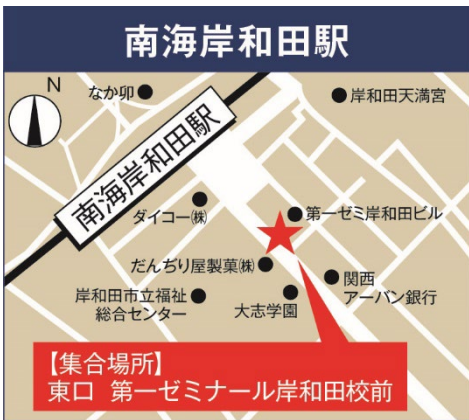 南海岸和田駅
N
なか卯
岸和田天満宮
南海岸和田駅
ダイコー㈱
第一ゼミ岸和田ビル
だんぢり屋製菓㈱
関西
アーバン銀行
岸和田市立福祉
総合センター
大志学園
【集合場所】
東口 第一ゼミナール岸和田校前